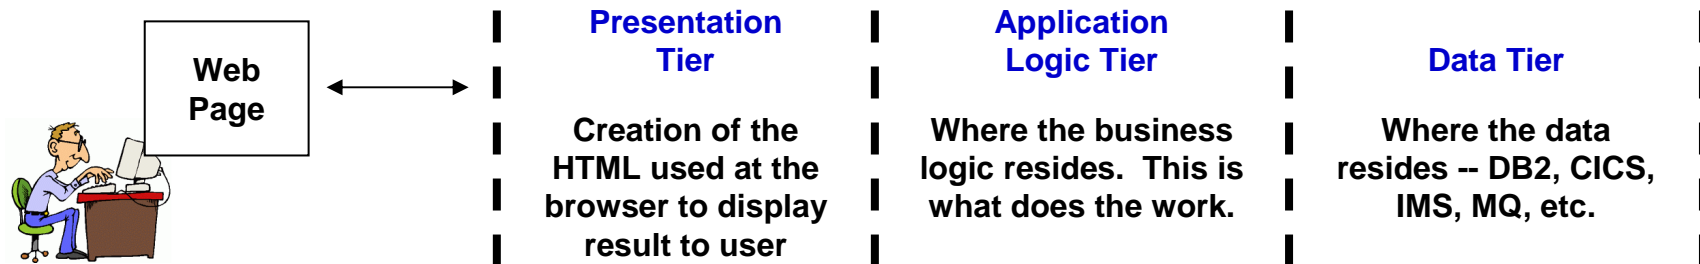 Web
Page
Presentation
Tier
Creation of the
HTML used at the
browser to display
result to user
Application
Logic Tier
Where the business
logic resides.  This is
what does the work.
Data Tier
Where the data
resides -- DB2, CICS,
IMS, MQ, etc.